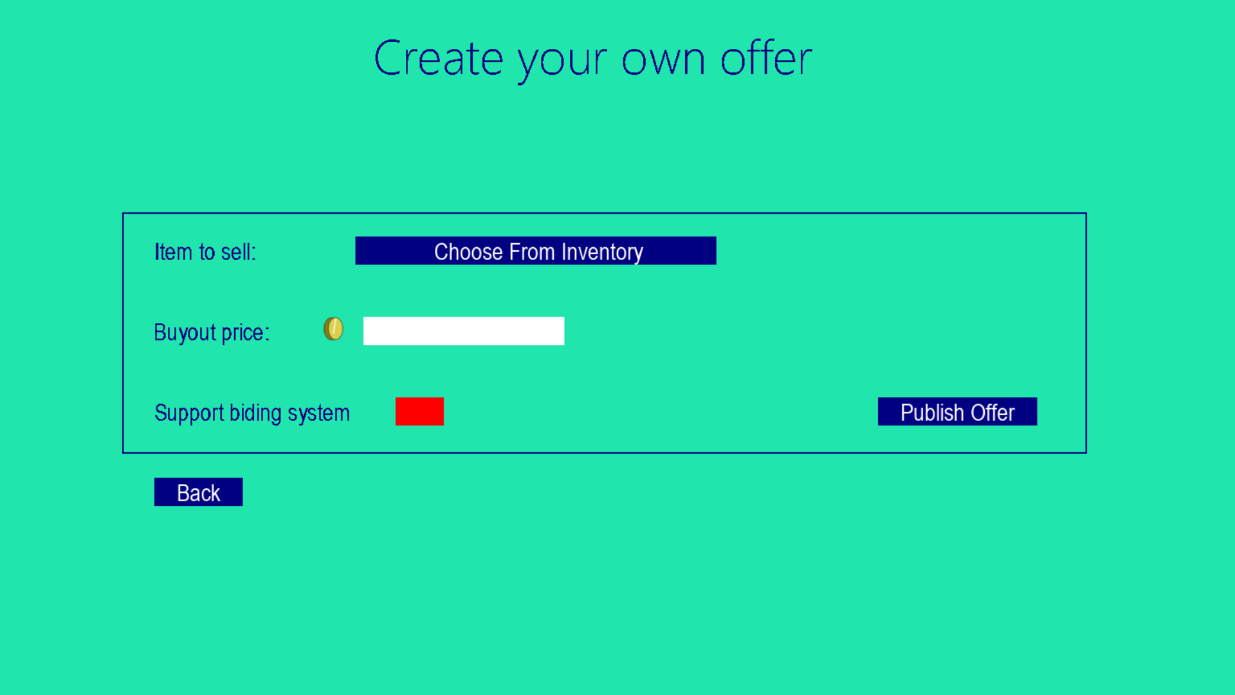 Create your own offer
Item to sell:
Choose From Inventory
Buyout price:
Support biding system
Publish Offer
Back